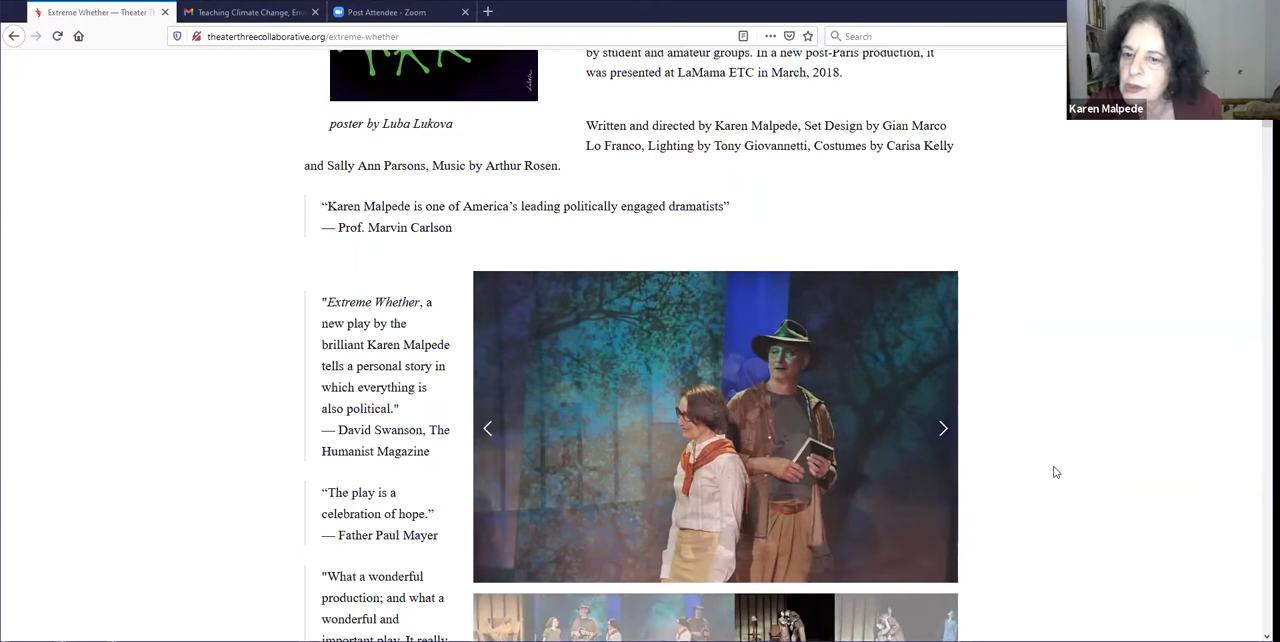 Extreme Whether — Theater T
Teaching Climate Change, Env
Post Attendee - Zoom
theaterthreecollaborative.org/extreme-whether
Search
Karen Malpede
by student and amateur groups. In a new post-Paris production, it
was presented at LaMama ETC in March, 2018.
poster by Luba Lukova
Written and directed by Karen Malpede, Set Design by Gian Marco
Lo Franco, Lighting by Tony Giovannetti, Costumes by Carisa Kelly
and Sally Ann Parsons, Music by Arthur Rosen.
“Karen Malpede is one of America’s leading politically engaged dramatists”
— Prof. Marvin Carlson
"Extreme Whether, a
new play by the
brilliant Karen Malpede
tells a personal story in
which everything is
also political."
— David Swanson, The
Humanist Magazine
“The play is a
celebration of hope.”
— Father Paul Mayer
"What a wonderful
production; and what a
wonderful and
important play. It really